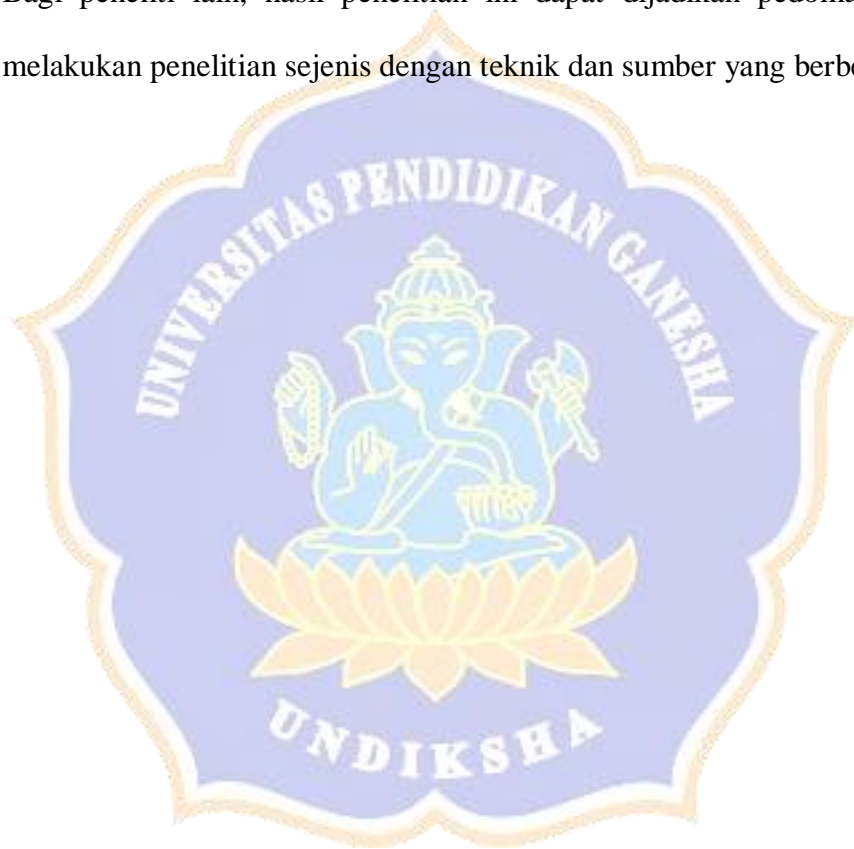 Bagi peneliti lain, hasil penelitian ini dapat dijadikan
melakukan penelitian sejenis dengan teknik dan sumber yang
UNIVERSITAS PENDIDIKAN GANESHA
UNDIKSHA